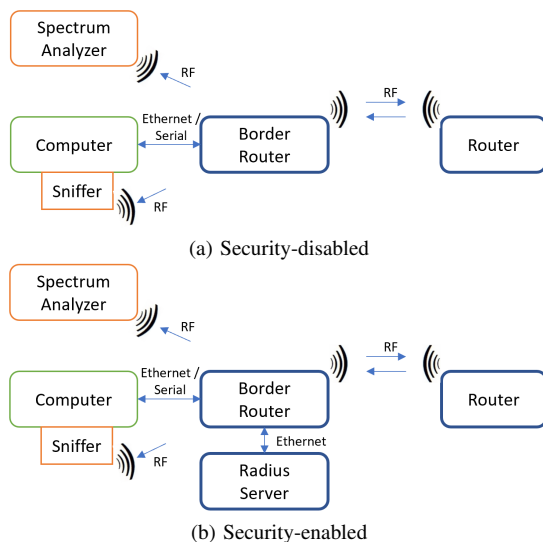 Spectrum
Analyzer
RF
RF
Ethernet /
Serial
Computer
Border
Router
Router
Sniffer
RF
(a) Security-disabled
Spectrum
Analyzer
RF
RF
Ethernet /
Serial
Computer
Border
Router
Router
Sniffer
RF
Ethernet
Radius
Server
(b) Security-enabled